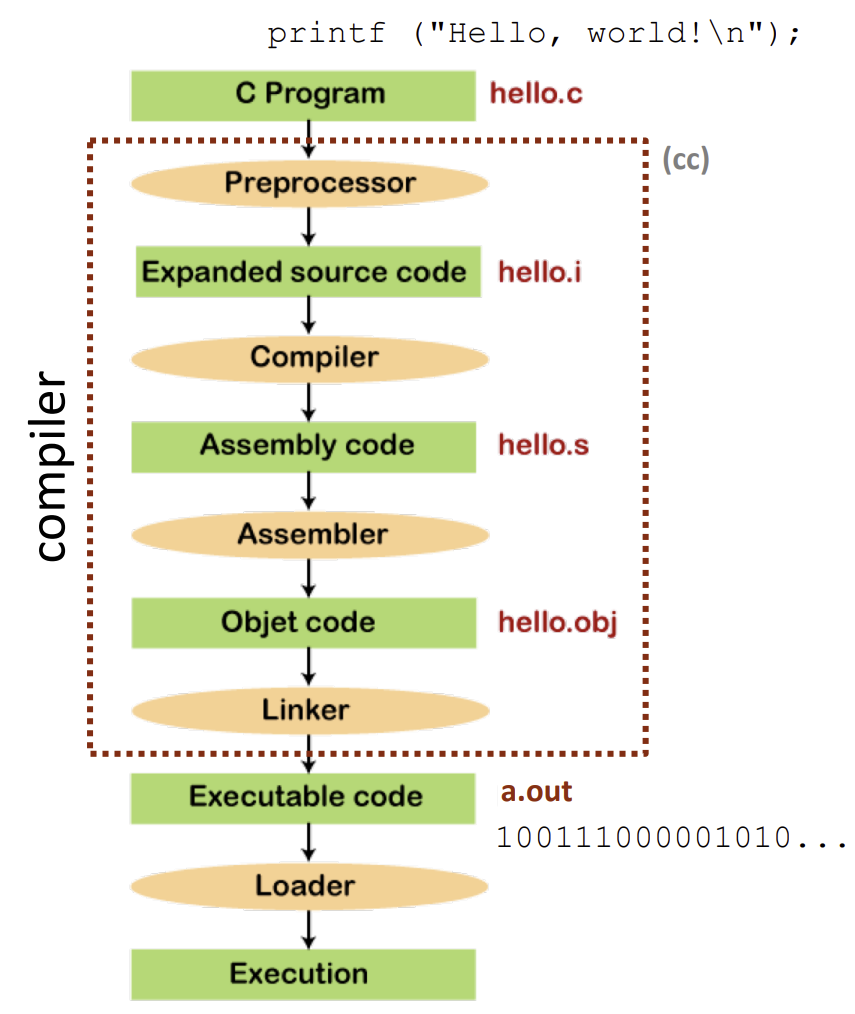 printf ("Hello, world!\n");
C Program hello.c
(cc)
Preprocessor
Expanded source code hello.i
Compiler
compiler
Assembly code hello.s
Assembler
Objet code hello.obj
Linker
Executable code a.out
100111000001010...
Loader
Execution